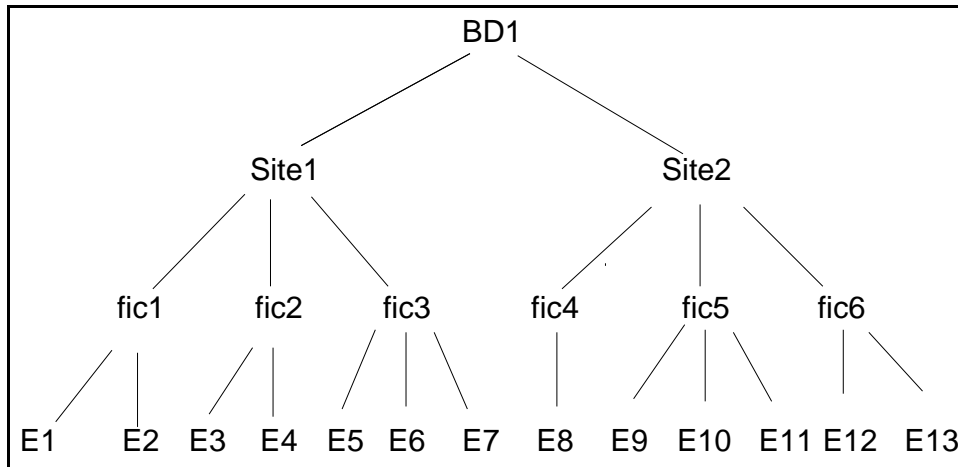 BD1
Site1 Site2
fic1 fic2 fic3 fic4 fic5 fic6
E1 E2 E3 E4 E5 E6 E7 E8 E9 E10 E11 E12 E13